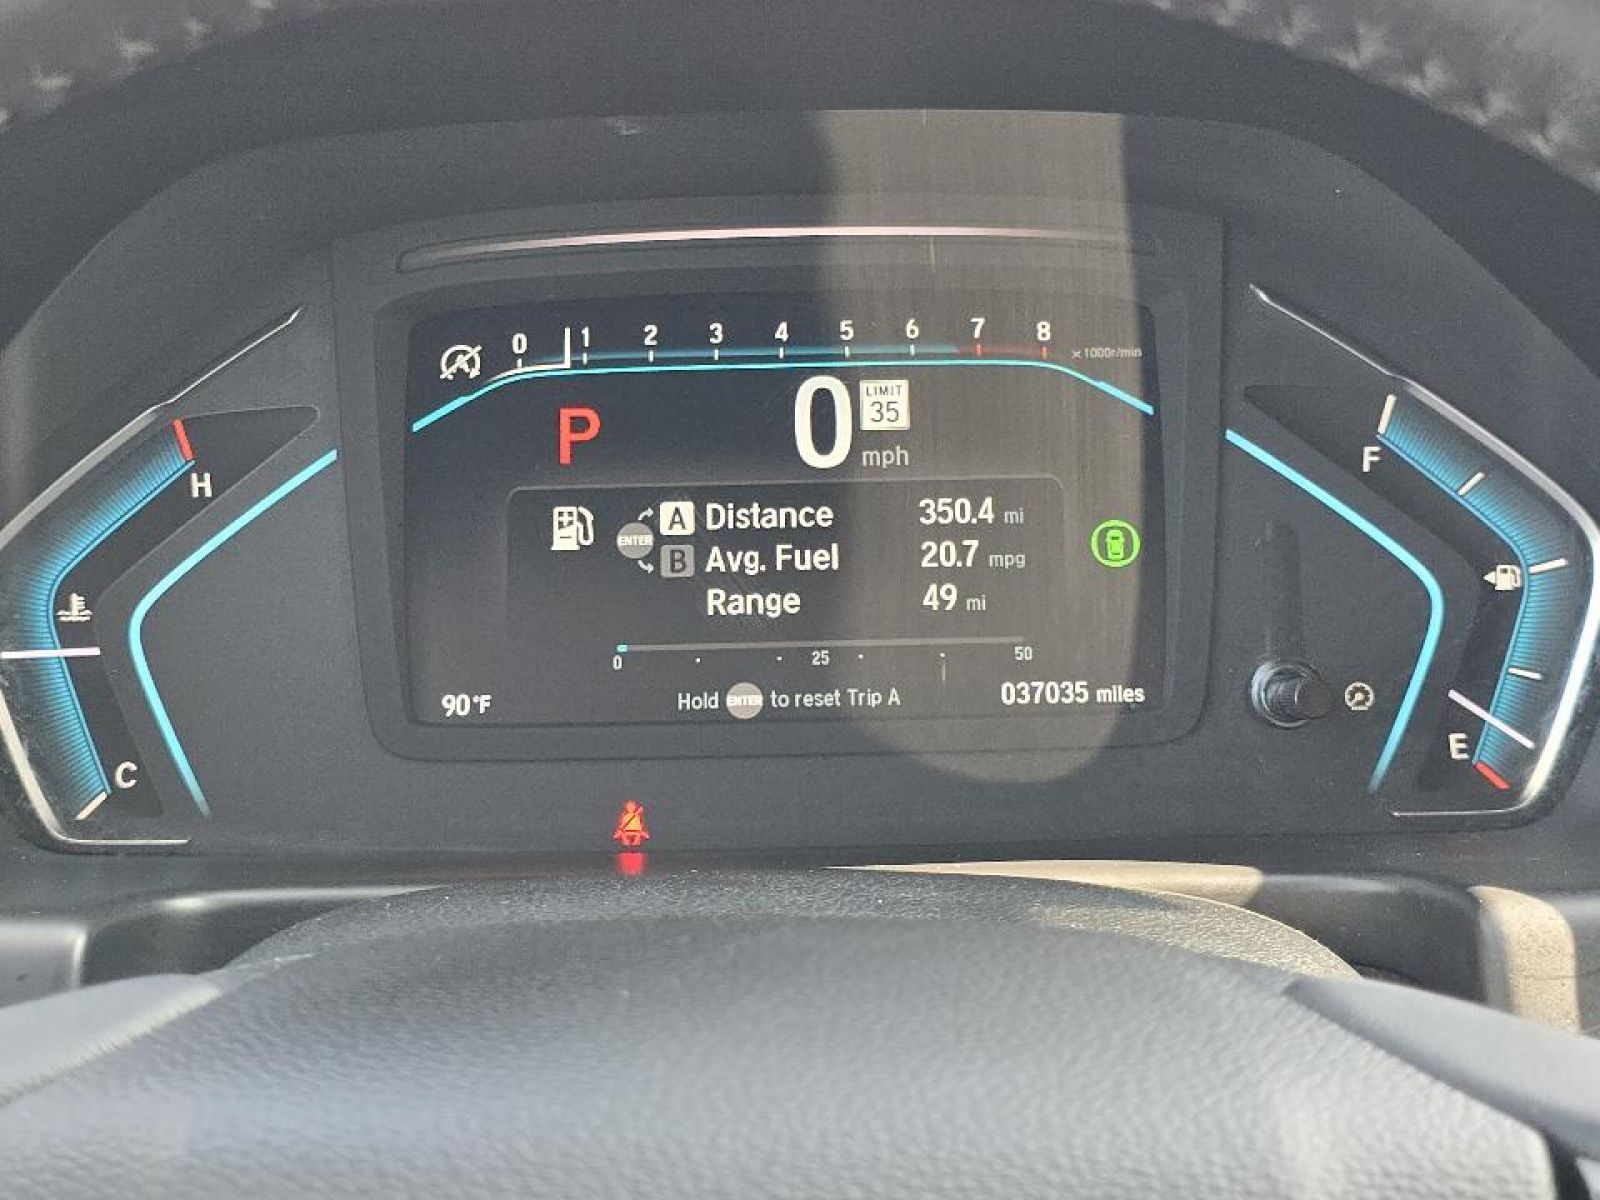 0 1 2 3 4 5 6 7 8 x1000r/min
A
P 0 LIMIT 35
mph
H
F
A Distance 350.4 mi
ENTER
B Avg. Fuel 20.7 mpg
Range 49 mi
0 25 50
90°F Hold ENTER to reset Trip A 037035 miles
C
E